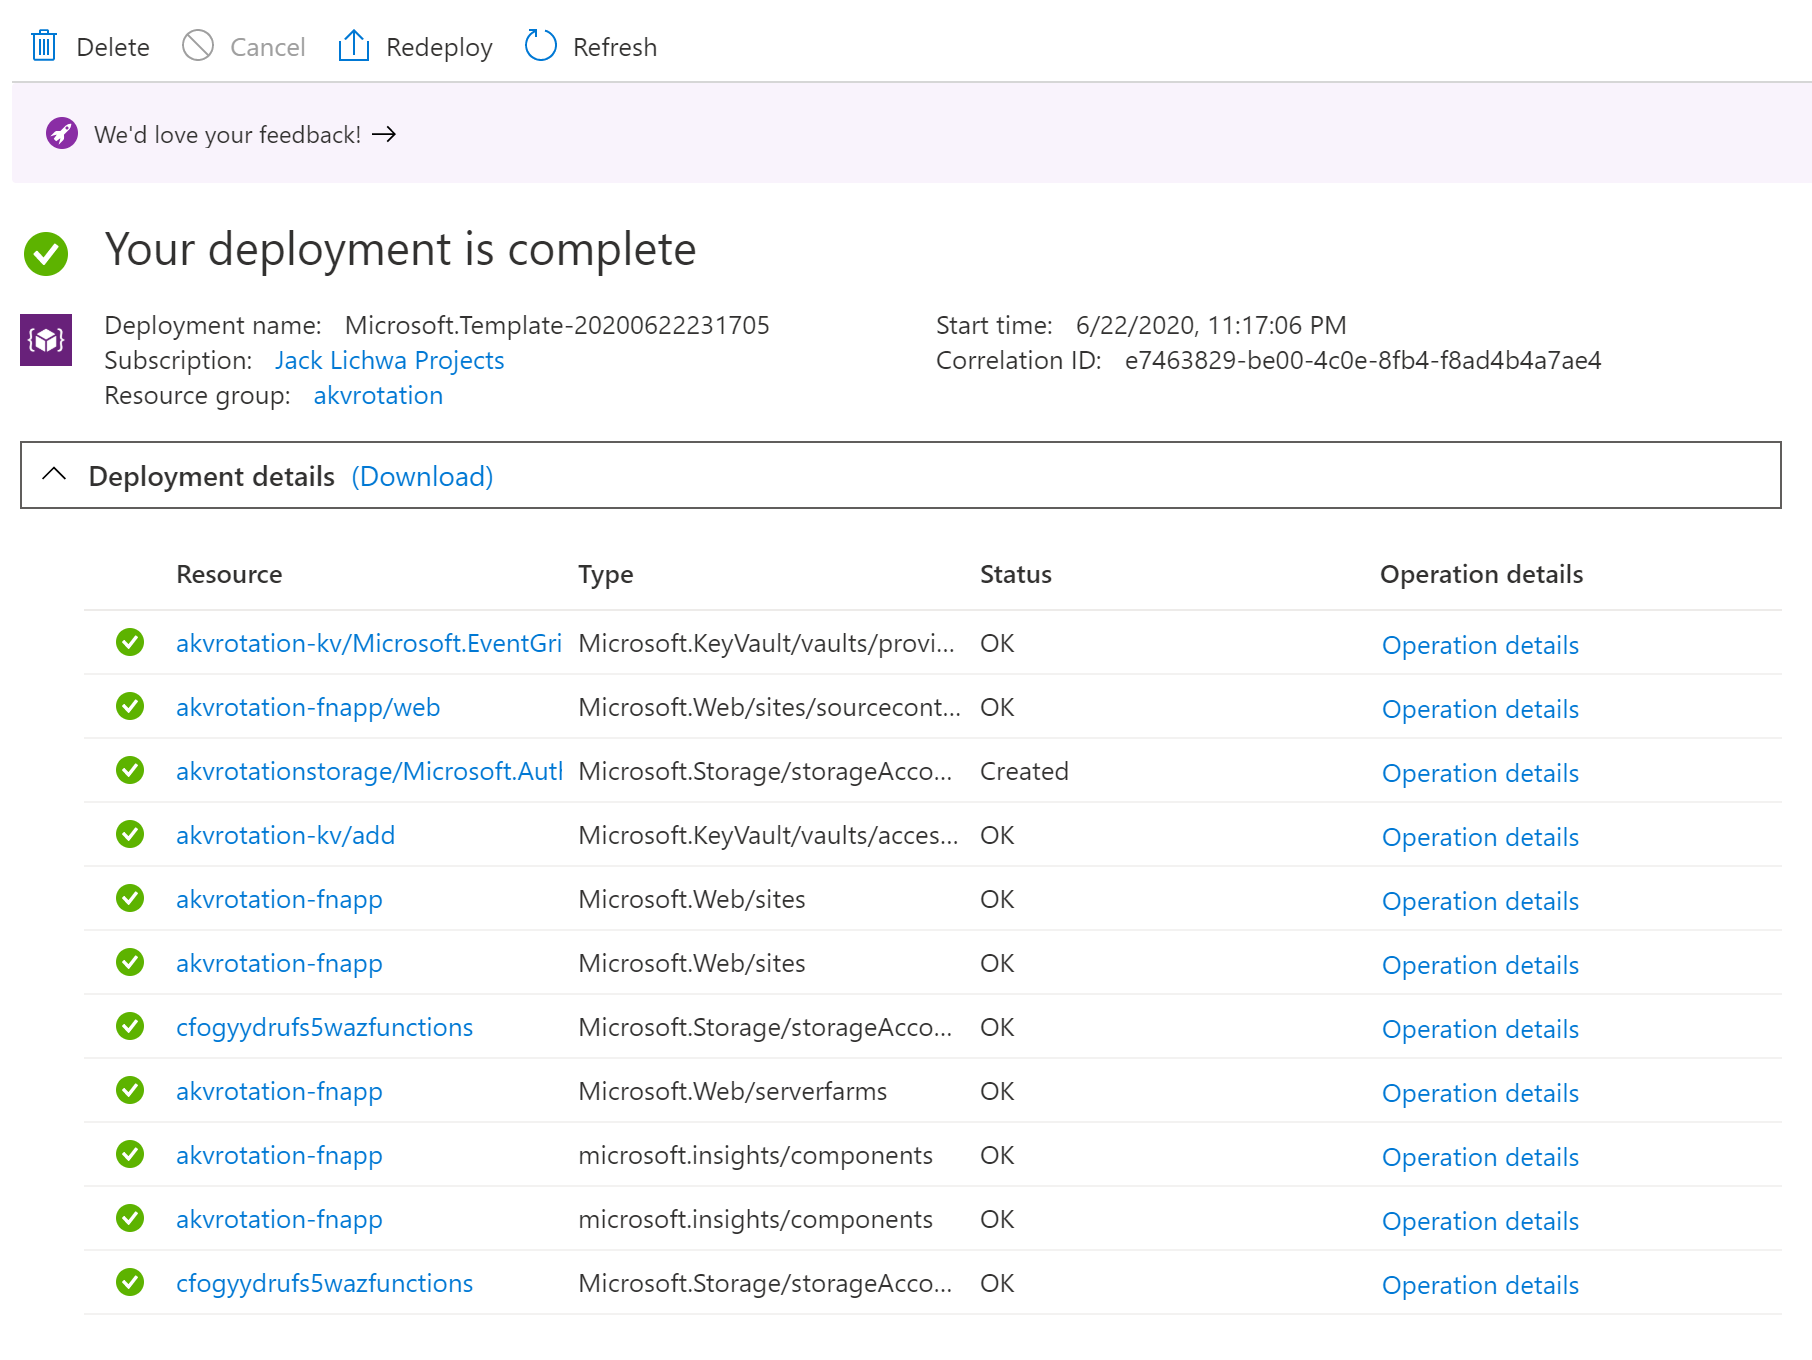 Delete Cancel Redeploy Refresh
We'd love your feedback! →
Your deployment is complete
Deployment name: Microsoft.Template-20200622231705 Start time: 6/22/2020, 11:17:06 PM
Subscription: Jack Lichwa Projects Correlation ID: e7463829-be00-4c0e-8fb4-f8ad4b4a7ae4
Resource group: akvrotation
Deployment details (Download)
Resource Type Status Operation details
akvrotation-kv/Microsoft.EventGri Microsoft.KeyVault/vaults/provi... OK Operation details
akvrotation-fnapp/web Microsoft.Web/sites/sourcecont... OK Operation details
akvrotationstorage/Microsoft.Auth Microsoft.Storage/storageAcco... Created Operation details
akvrotation-kv/add Microsoft.KeyVault/vaults/acces... OK Operation details
akvrotation-fnapp Microsoft.Web/sites OK Operation details
akvrotation-fnapp Microsoft.Web/sites OK Operation details
cfogyydrufs5wazfunctions Microsoft.Storage/storageAcco... OK Operation details
akvrotation-fnapp Microsoft.Web/serverfarms OK Operation details
akvrotation-fnapp microsoft.insights/components OK Operation details
akvrotation-fnapp microsoft.insights/components OK Operation details
cfogyydrufs5wazfunctions Microsoft.Storage/storageAcco... OK Operation details